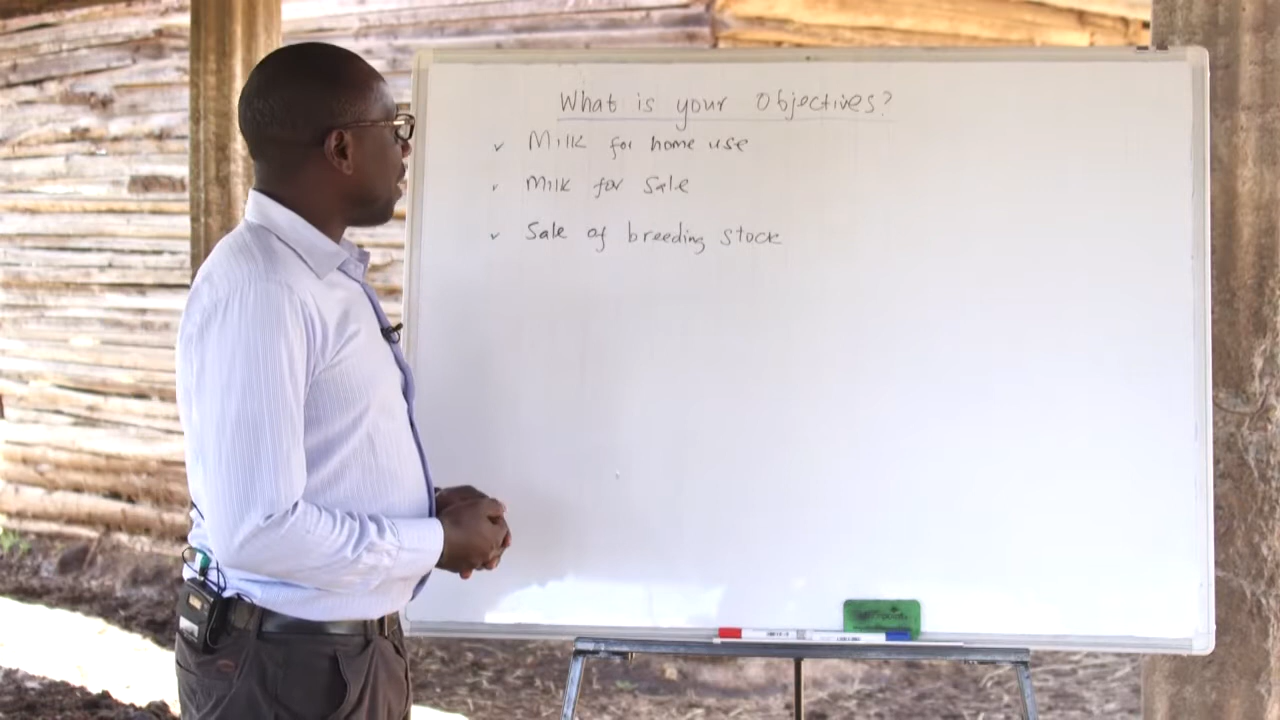 What is your Objectives?
✓ Milk for home use
✓ Milk for Sale
✓ Sale of breeding stock